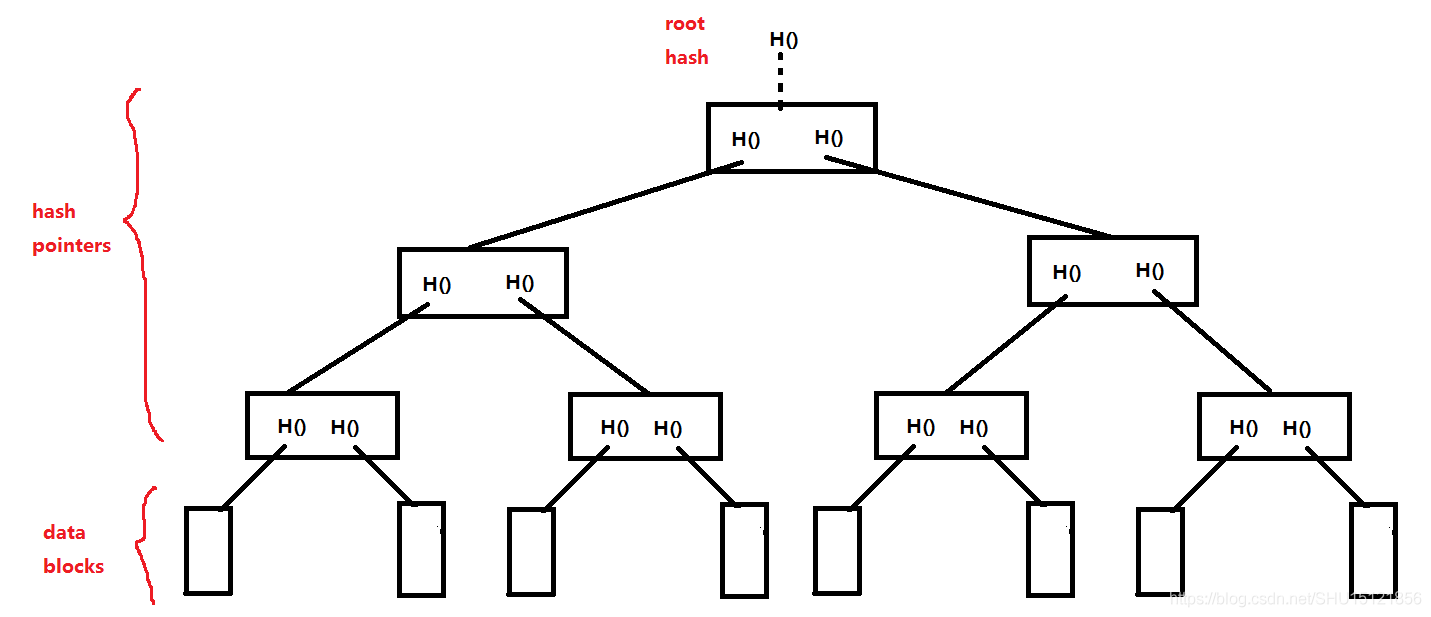 root
hash
H()
H() H()
hash
pointers
H() H()
H() H()
H() H()
H() H()
H() H()
H() H()
data
blocks
https://blog.csdn.net/SHU15121856